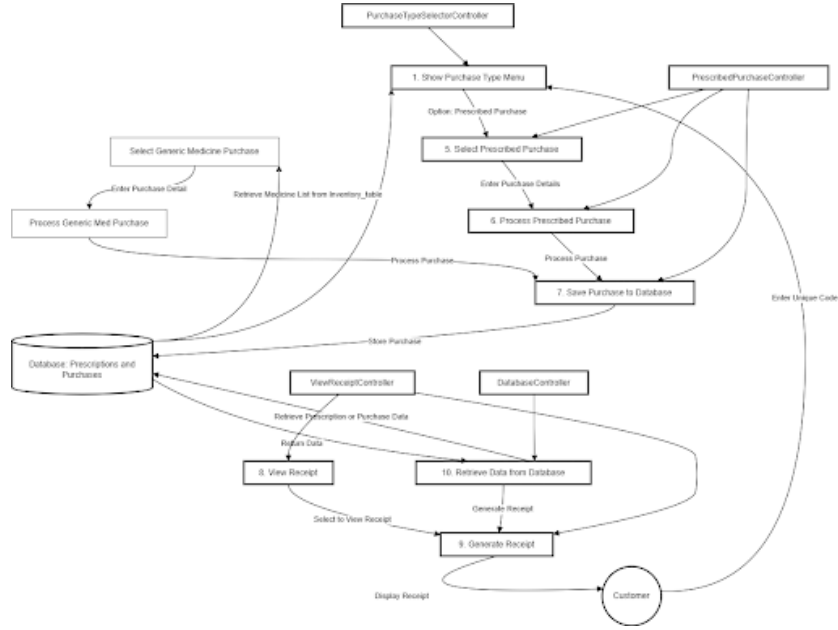 PurchaseTypeSelectorController
1. Show Purchase Type Menu
PrescribedPurchaseController
Option: Prescribed Purchase
Select Generic Medicine Purchase
5. Select Prescribed Purchase
Enter Purchase Detail
Retrieve Medicine List from Inventory_table
Enter Purchase Details
Process Generic Med Purchase
6. Process Prescribed Purchase
Process Purchase
Process Purchase
7. Save Purchase to Database
Enter Unique Code
Store Purchase
Database: Prescriptions and
Purchases
ViewReceiptController
DatabaseController
Retrieve Prescription or Purchase Data
Return Data
8. View Receipt
10. Retrieve Data from Database
Generate Receipt
Select to View Receipt
9. Generate Receipt
Display Receipt
Customer